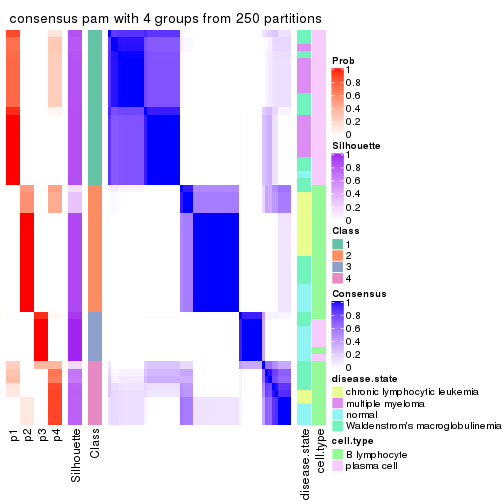 consensus pam with 4 groups from 250 partitions
Prob
1
0.8
0.6
0.4
0.2
0
Silhouette
1
0.8
0.6
0.4
0.2
0
Class
1
2
3
4
Consensus
1
0.8
0.6
0.4
0.2
0
disease.state
chronic lymphocytic leukemia
multiple myeloma
normal
Waldenstrom's macroglobulinemia
cell.type
B lymphocyte
plasma cell
p1
p2
p3
p4
Silhouette
Class
disease.state
cell.type